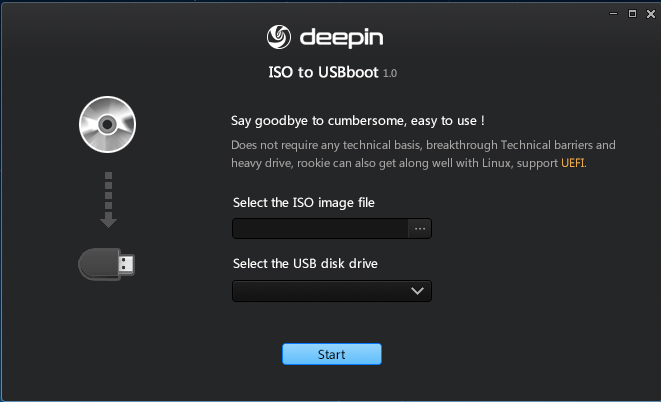 deepin
ISO to USBboot 1.0
Say goodbye to cumbersome, easy to use !
Does not require any technical basis, breakthrough Technical barriers and
heavy drive, rookie can also get along well with Linux, support UEFI.
Select the ISO image file
...
Select the USB disk drive
Start